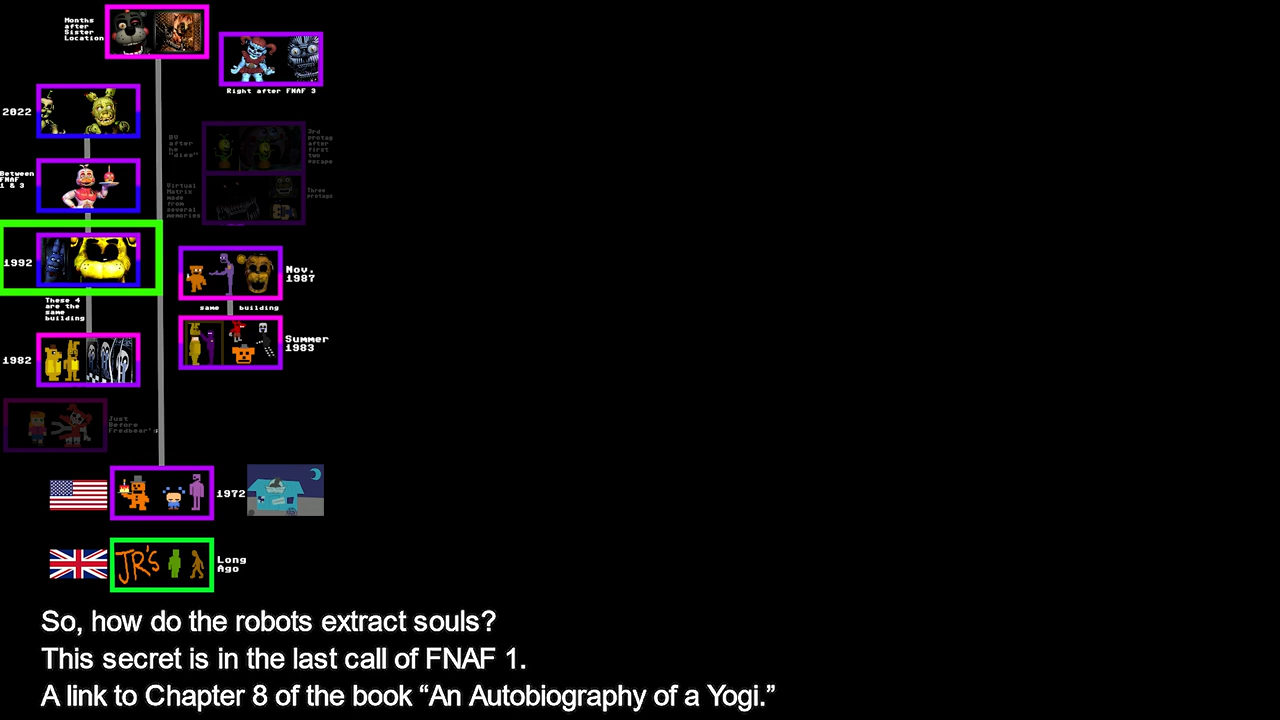 Months
after
Sister
Location
Right after FNAF 3
2022
BV
after
he
"dies"
3rd
protag
after
first
two
escape
Between
FNAF
1 & 3
Virtual
Matrix
made
from
several
memories
Three
protags
1992
Nov.
1987
These 4
are the
same
building
same building
1982
Summer
1983
Just
Before
Fredbear's
1972
JR'S
Long
Ago
So, how do the robots extract souls?
This secret is in the last call of FNAF 1.
A link to Chapter 8 of the book “An Autobiography of a Yogi.”